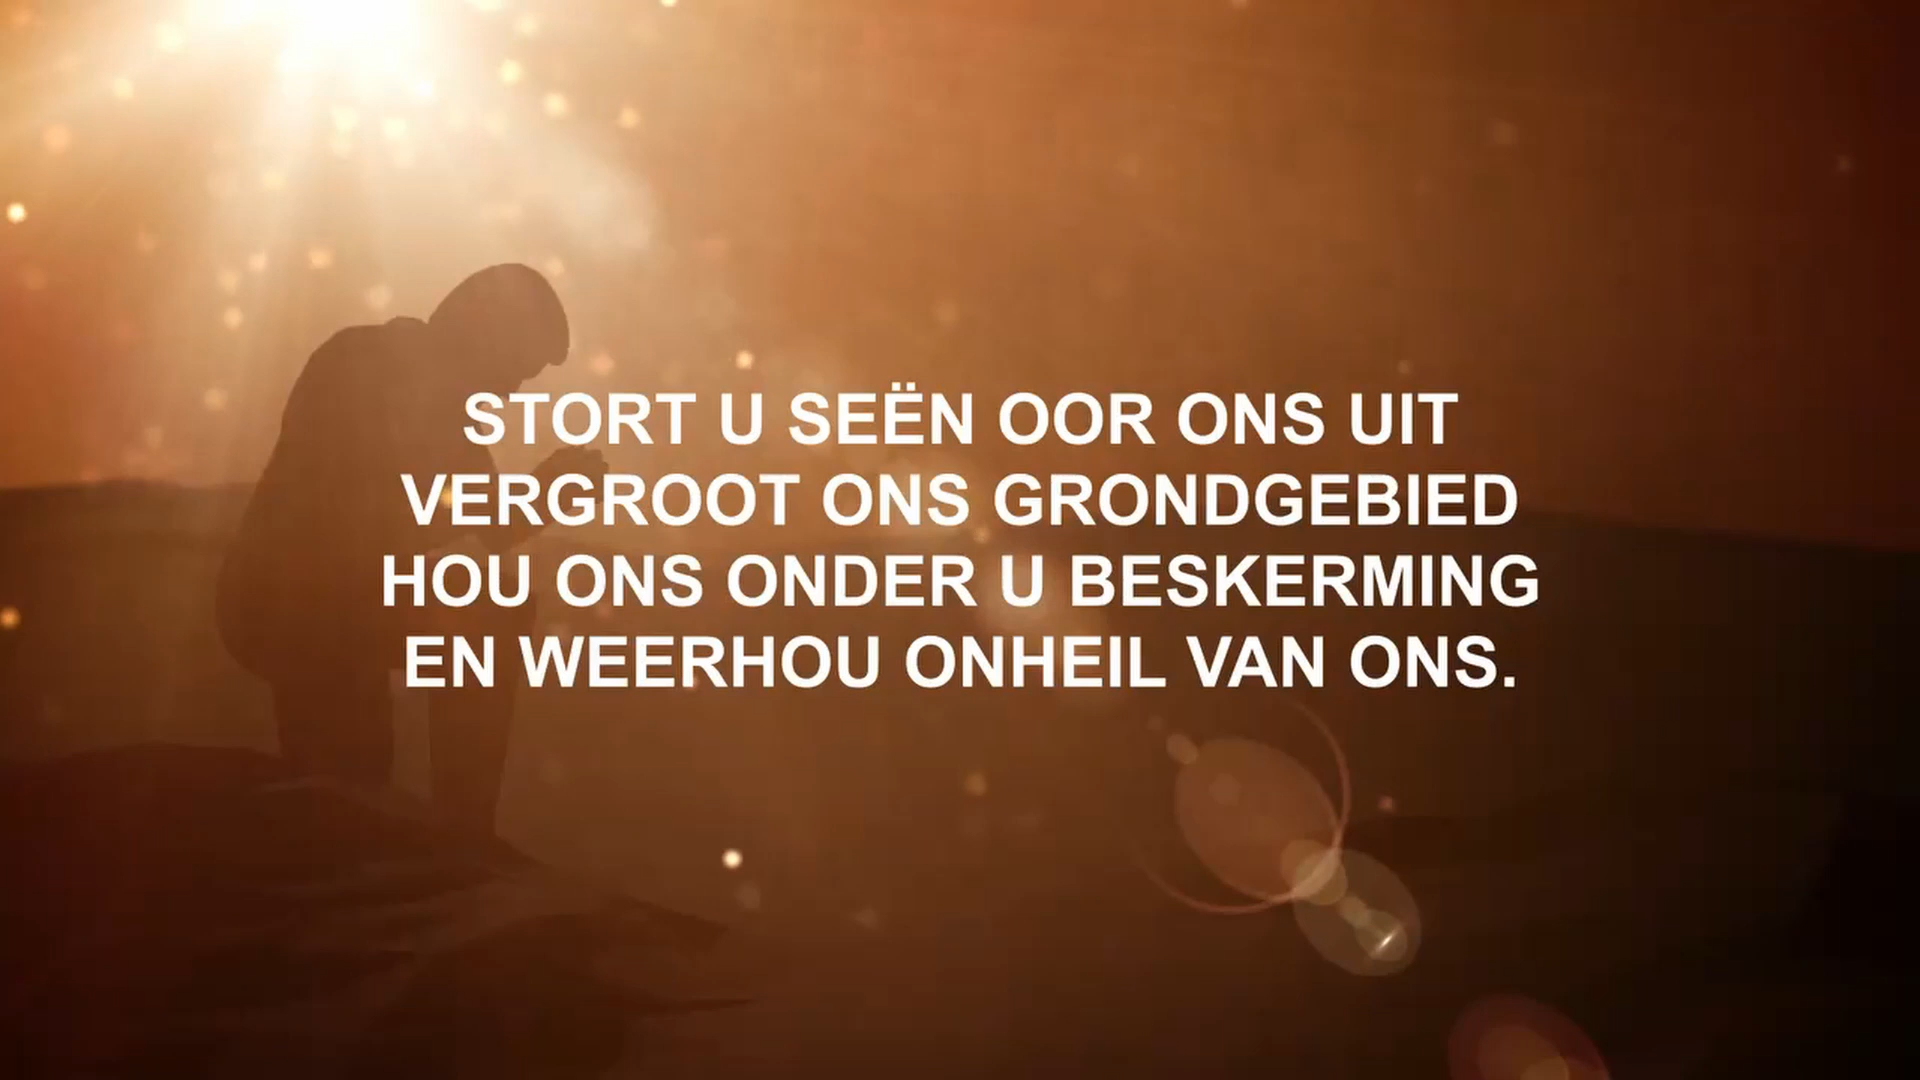 STORT U SEËN OOR ONS UIT
VERGROOT ONS GRONDGEBIED
HOU ONS ONDER U BESKERMING
EN WEERHOU ONHEIL VAN ONS.